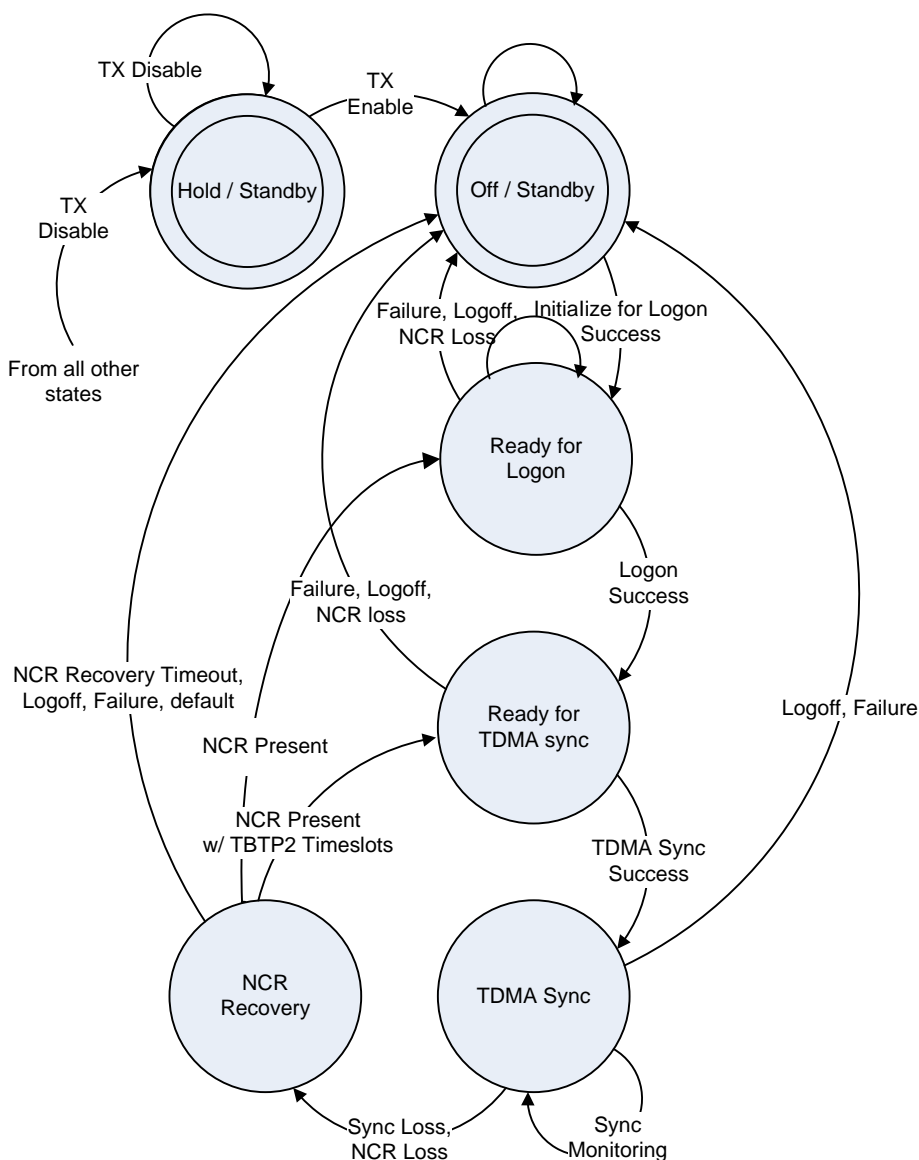 TX Disable
TX
Enable
Hold / Standby
Off / Standby
TX
Disable
From all other
states
Failure, Logoff,
NCR Loss
Initialize for Logon
Success
Ready for
Logon
Logon
Success
Failure, Logoff,
NCR loss
NCR Recovery Timeout,
Logoff, Failure, default
Ready for
TDMA sync
Logoff, Failure
NCR Present
NCR Present
w/ TBTP2 Timeslots
TDMA Sync
Success
NCR
Recovery
TDMA Sync
Sync Loss,
NCR Loss
Sync
Monitoring